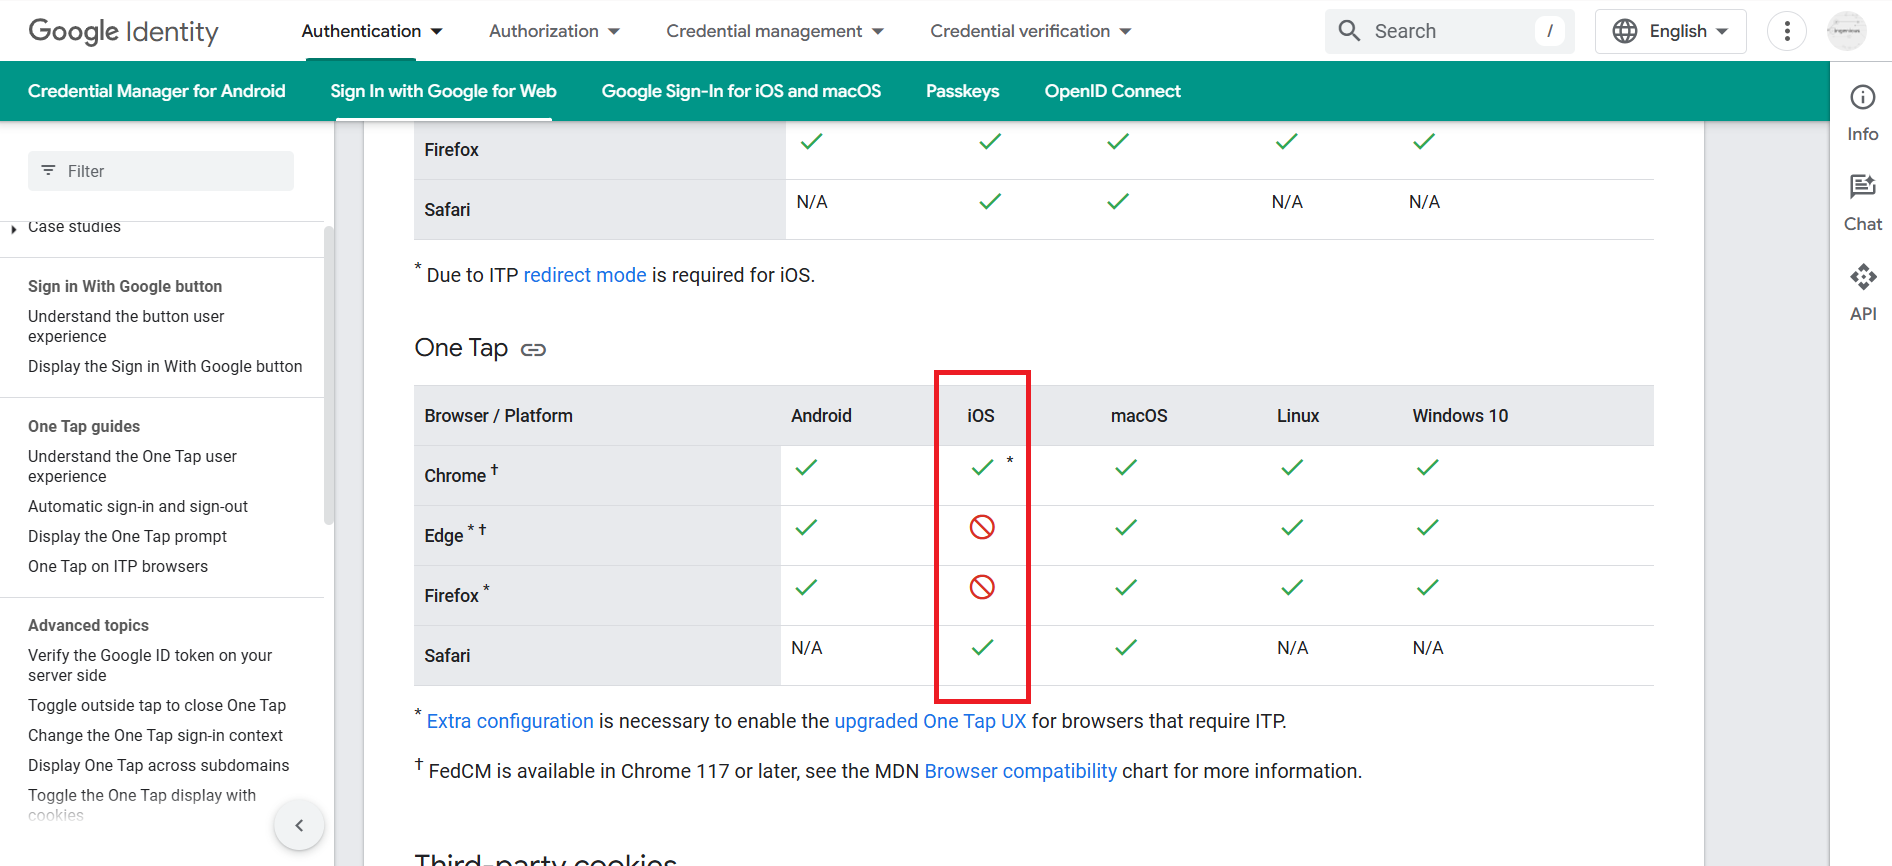 Google Identity
Authentication
Authorization
Credential management
Credential verification
Search
/
English
Credential Manager for Android
Sign In with Google for Web
Google Sign-In for iOS and macOS
Passkeys
OpenID Connect
Info
Chat
API
Filter
Case studies
Sign in With Google button
Understand the button user
experience
Display the Sign in With Google button
One Tap guides
Understand the One Tap user
experience
Automatic sign-in and sign-out
Display the One Tap prompt
One Tap on ITP browsers
Advanced topics
Verify the Google ID token on your
server side
Toggle outside tap to close One Tap
Change the One Tap sign-in context
Display One Tap across subdomains
Toggle the One Tap display with
cookies
Firefox
Safari N/A N/A N/A
* Due to ITP redirect mode is required for iOS.
One Tap
Browser / Platform Android iOS macOS Linux Windows 10
Chrome † *
Edge * †
Firefox *
Safari N/A N/A N/A
* Extra configuration is necessary to enable the upgraded One Tap UX for browsers that require ITP.
† FedCM is available in Chrome 117 or later, see the MDN Browser compatibility chart for more information.
Third-party cookies